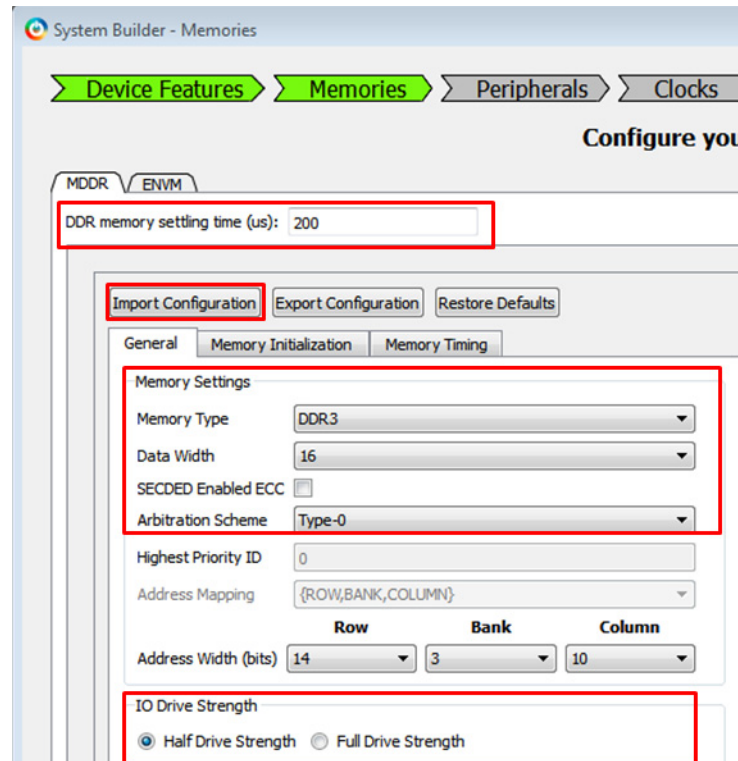 System Builder - Memories
Device Features Memories Peripherals Clocks
Configure you
MDDR ENVM
DDR memory settling time (us): 200
Import Configuration Export Configuration Restore Defaults
General Memory Initialization Memory Timing
Memory Settings
Memory Type DDR3
Data Width 16
SECDED Enabled ECC
Arbitration Scheme Type-0
Highest Priority ID 0
Address Mapping {ROW,BANK,COLUMN}
Row Bank Column
Address Width (bits) 14 3 10
IO Drive Strength
Half Drive Strength Full Drive Strength